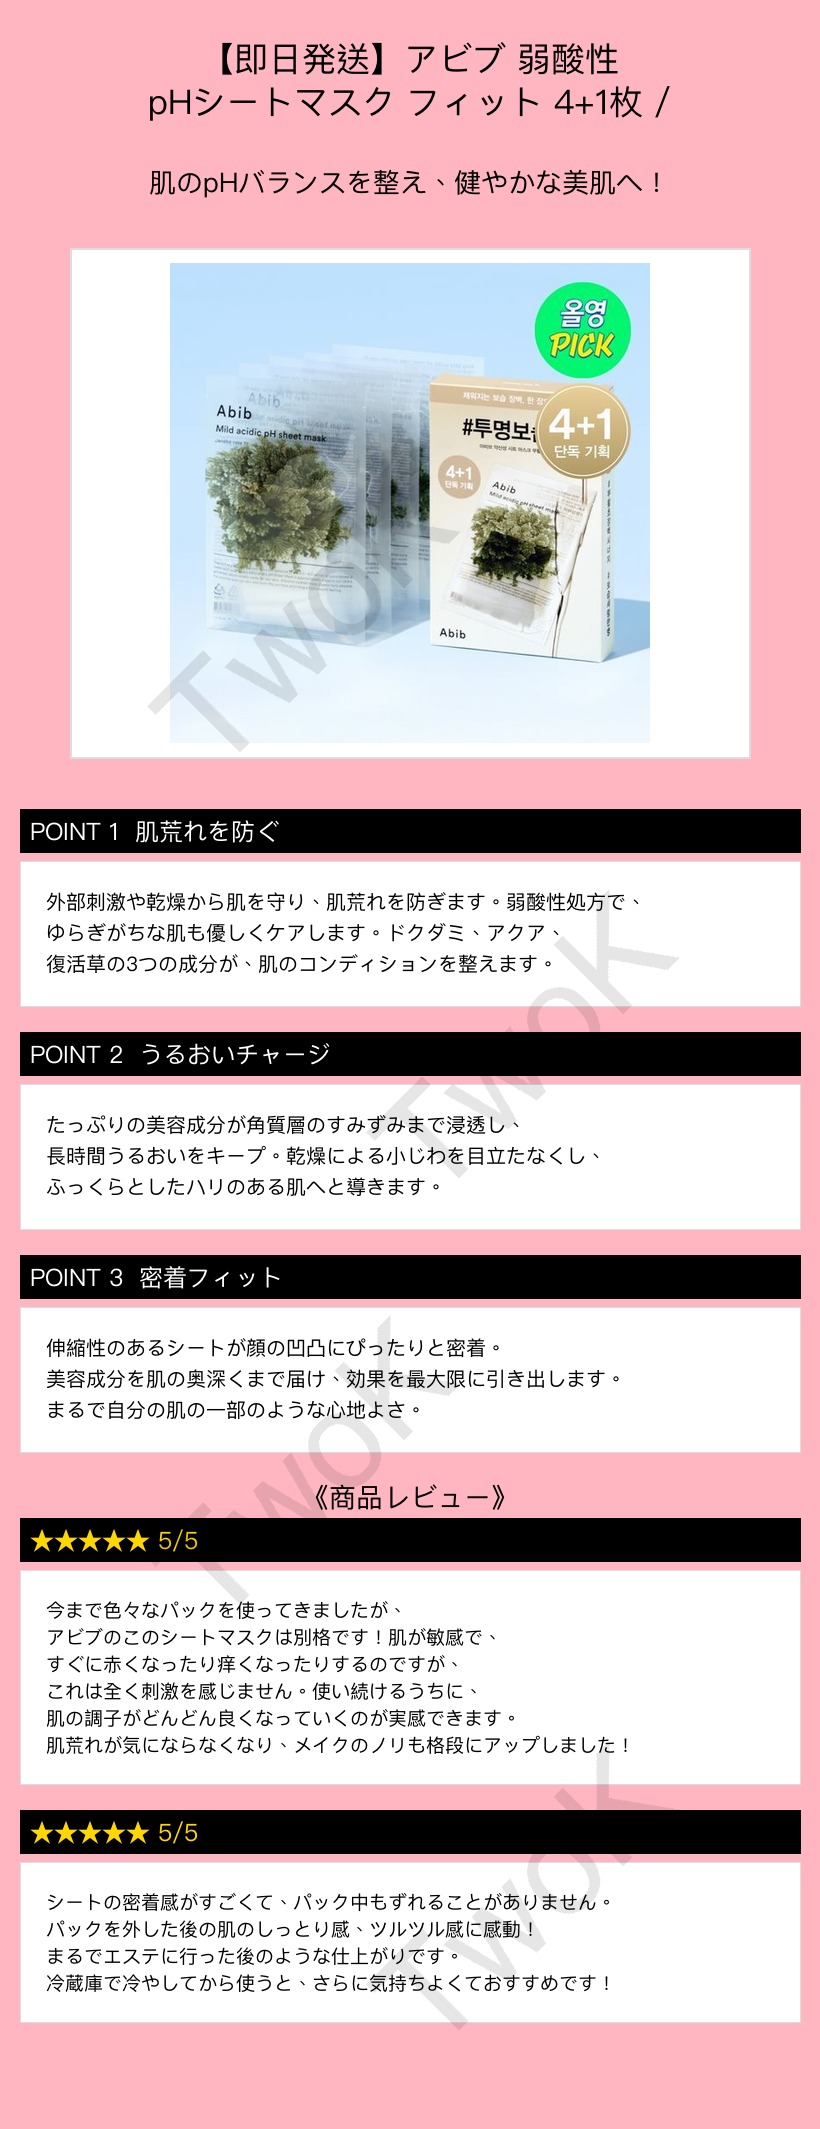 【即日発送】アビブ 弱酸性
pHシートマスク フィット 4+1枚 /
肌のpHバランスを整え、健やかな美肌へ！
올영
PICK
Abib
Mild acidic pH sheet mask
#투명보습
4+1
단독 기획
4+1
단독 기획
Abib
Mild acidic pH sheet mask
Abib
TwoK
POINT 1 肌荒れを防ぐ
外部刺激や乾燥から肌を守り、肌荒れを防ぎます。弱酸性処方で、
ゆらぎがちな肌も優しくケアします。ドクダミ、アクア、
復活草の3つの成分が、肌のコンディションを整えます。
TwoK
POINT 2 うるおいチャージ
たっぷりの美容成分が角質層のすみずみまで浸透し、
長時間うるおいをキープ。乾燥による小じわを目立たなくし、
ふっくらとしたハリのある肌へと導きます。
POINT 3 密着フィット
伸縮性のあるシートが顔の凹凸にぴったりと密着。
美容成分を肌の奥深くまで届け、効果を最大限に引き出します。
まるで自分の肌の一部のような心地よさ。
TwoK
《商品レビュー》
★★★★★ 5/5
今まで色々なパックを使ってきましたが、
アビブのこのシートマスクは別格です！肌が敏感で、
すぐに赤くなったり痒くなったりするのですが、
これは全く刺激を感じません。使い続けるうちに、
肌の調子がどんどん良くなっていくのが実感できます。
肌荒れが気にならなくなり、メイクのノリも格段にアップしました！
★★★★★ 5/5
シートの密着感がすごくて、パック中もずれることがありません。
パックを外した後の肌のしっとり感、ツルツル感に感動！
まるでエステに行った後のような仕上がりです。
冷蔵庫で冷やしてから使うと、さらに気持ちよくておすすめです！
TwoK